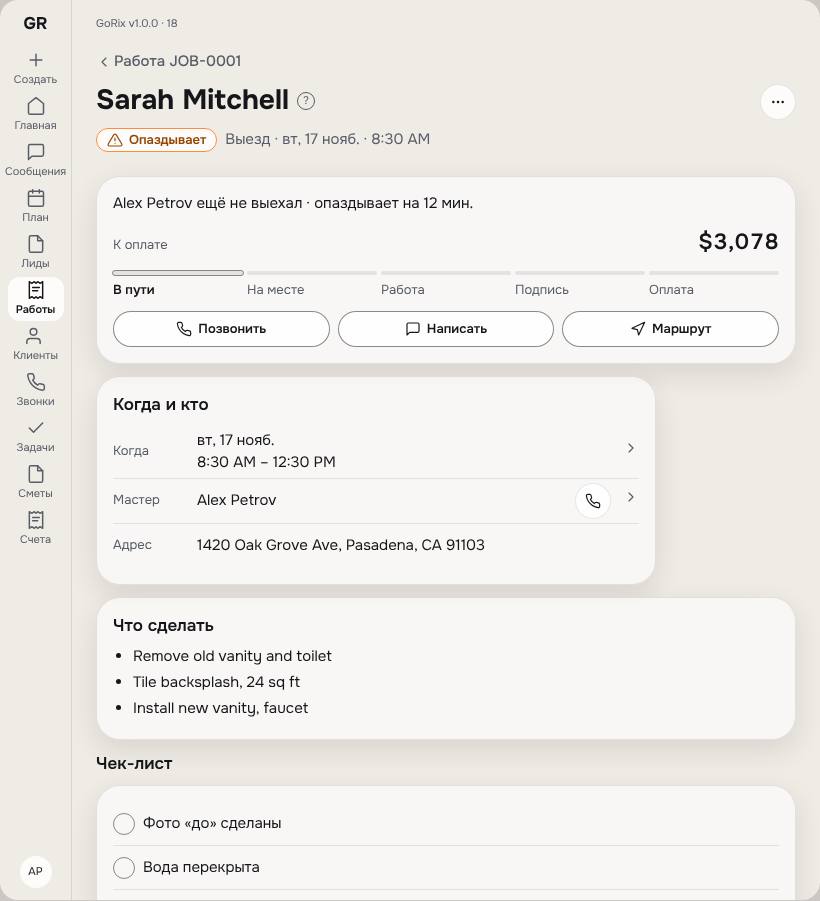 GR
GoRix v1.0.0 · 18
Создать
Главная
Сообщения
План
Лиды
Работы
Клиенты
Звонки
Задачи
Сметы
Счета
AP
Работа JOB-0001
Sarah Mitchell ?
Опаздывает
Выезд · вт, 17 нояб. · 8:30 AM
Alex Petrov ещё не выехал · опаздывает на 12 мин.
К оплате
$3,078
В пути
На месте
Работа
Подпись
Оплата
Позвонить
Написать
Маршрут
Когда и кто
Когда
вт, 17 нояб.
8:30 AM – 12:30 PM
Мастер
Alex Petrov
Адрес
1420 Oak Grove Ave, Pasadena, CA 91103
Что сделать
• Remove old vanity and toilet
• Tile backsplash, 24 sq ft
• Install new vanity, faucet
Чек-лист
Фото «до» сделаны
Вода перекрыта